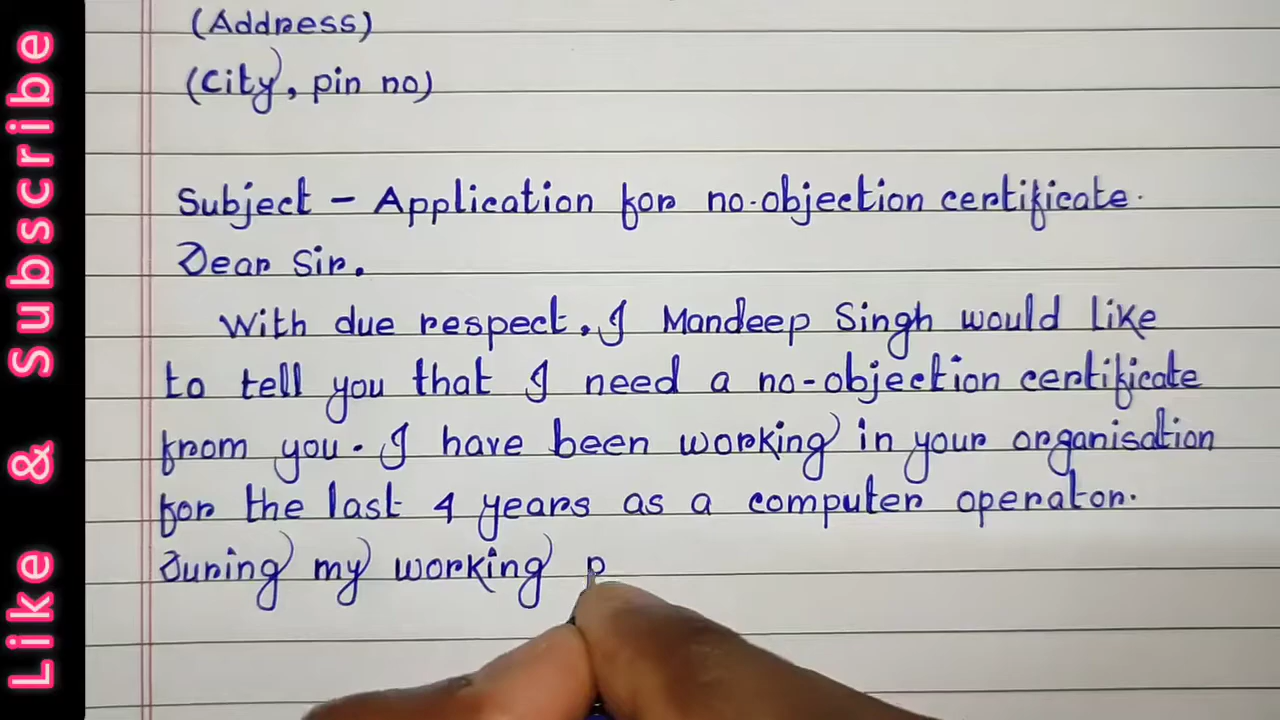 (Address)
(City, pin no)
Subject - Application for no-objection certificate.
Dear Sir,
With due respect, I Mandeep Singh would like
to tell you that I need a no-objection certificate
from you. I have been working in your organisation
for the last 4 years as a computer operator.
During my working p
Like & Subscribe